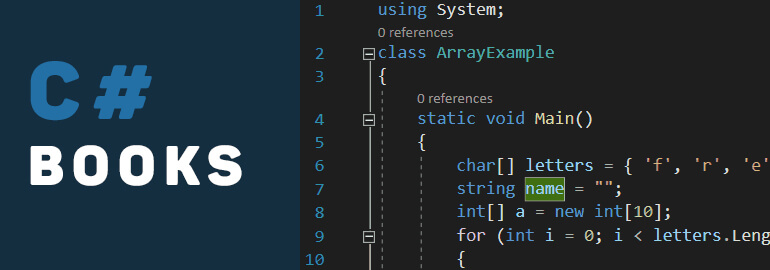 C#
BOOKS
1 using System;
0 references
2 class ArrayExample
3 {
0 references
4 static void Main()
5 {
6 char[] letters = { 'f', 'r', 'e'
7 string name = "";
8 int[] a = new int[10];
9 for (int i = 0; i < letters.Leng
10 {